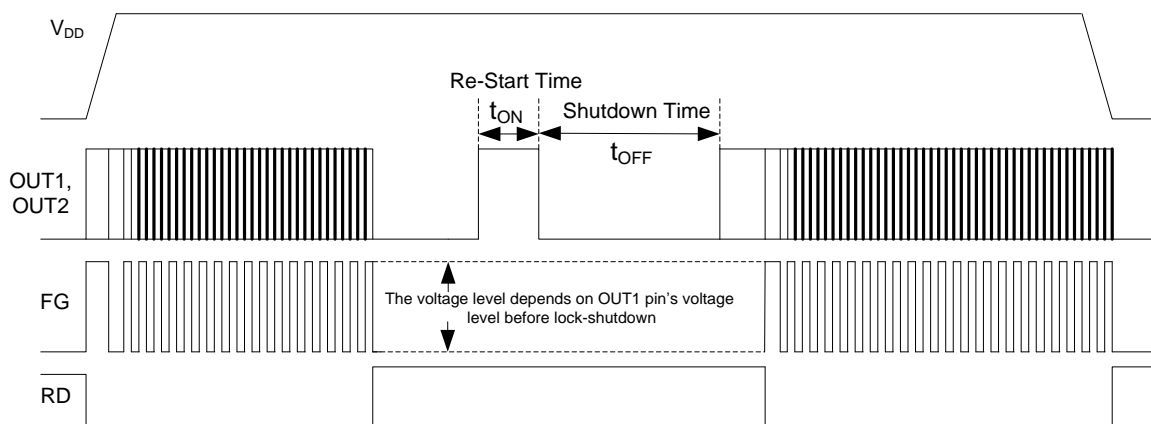 VDD
Re-Start Time
tON
Shutdown Time
tOFF
OUT1,
OUT2
FG
The voltage level depends on OUT1 pin's voltage
level before lock-shutdown
RD